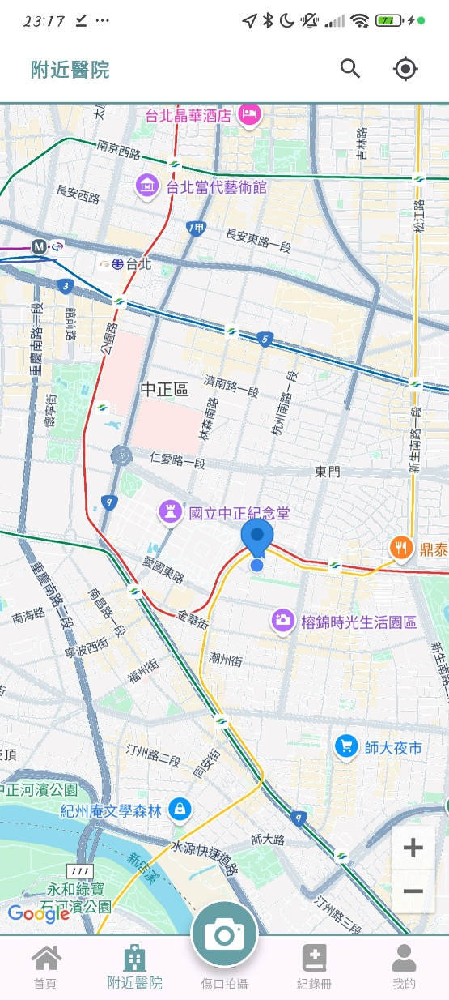 23:17
71
附近醫院
台北晶華酒店
南京西路
吉林路
台北當代藝術館
長安西路
松江路
1甲
長安東路一段
M
台北
3
重慶南路一段
館前路
公園路
5
中正區
濟南路一段
杭州南路一段
林森南路
懷寧街
新生南路一段
仁愛路一段
東門
9
國立中正紀念堂
鼎泰
愛國東路
重慶南路一段
南昌路一段
南海路
金華街
榕錦時光生活園區
寧波西街
潮州街
福州街
師大夜市
汀州路二段
同安街
中正河濱公園
紀州庵文學森林
9
師大路
水源快速道路
新店溪
111
永和綠寶
石河濱公園
汀州路三段
Google
+
−
首頁
附近醫院
傷口拍攝
紀錄冊
我的